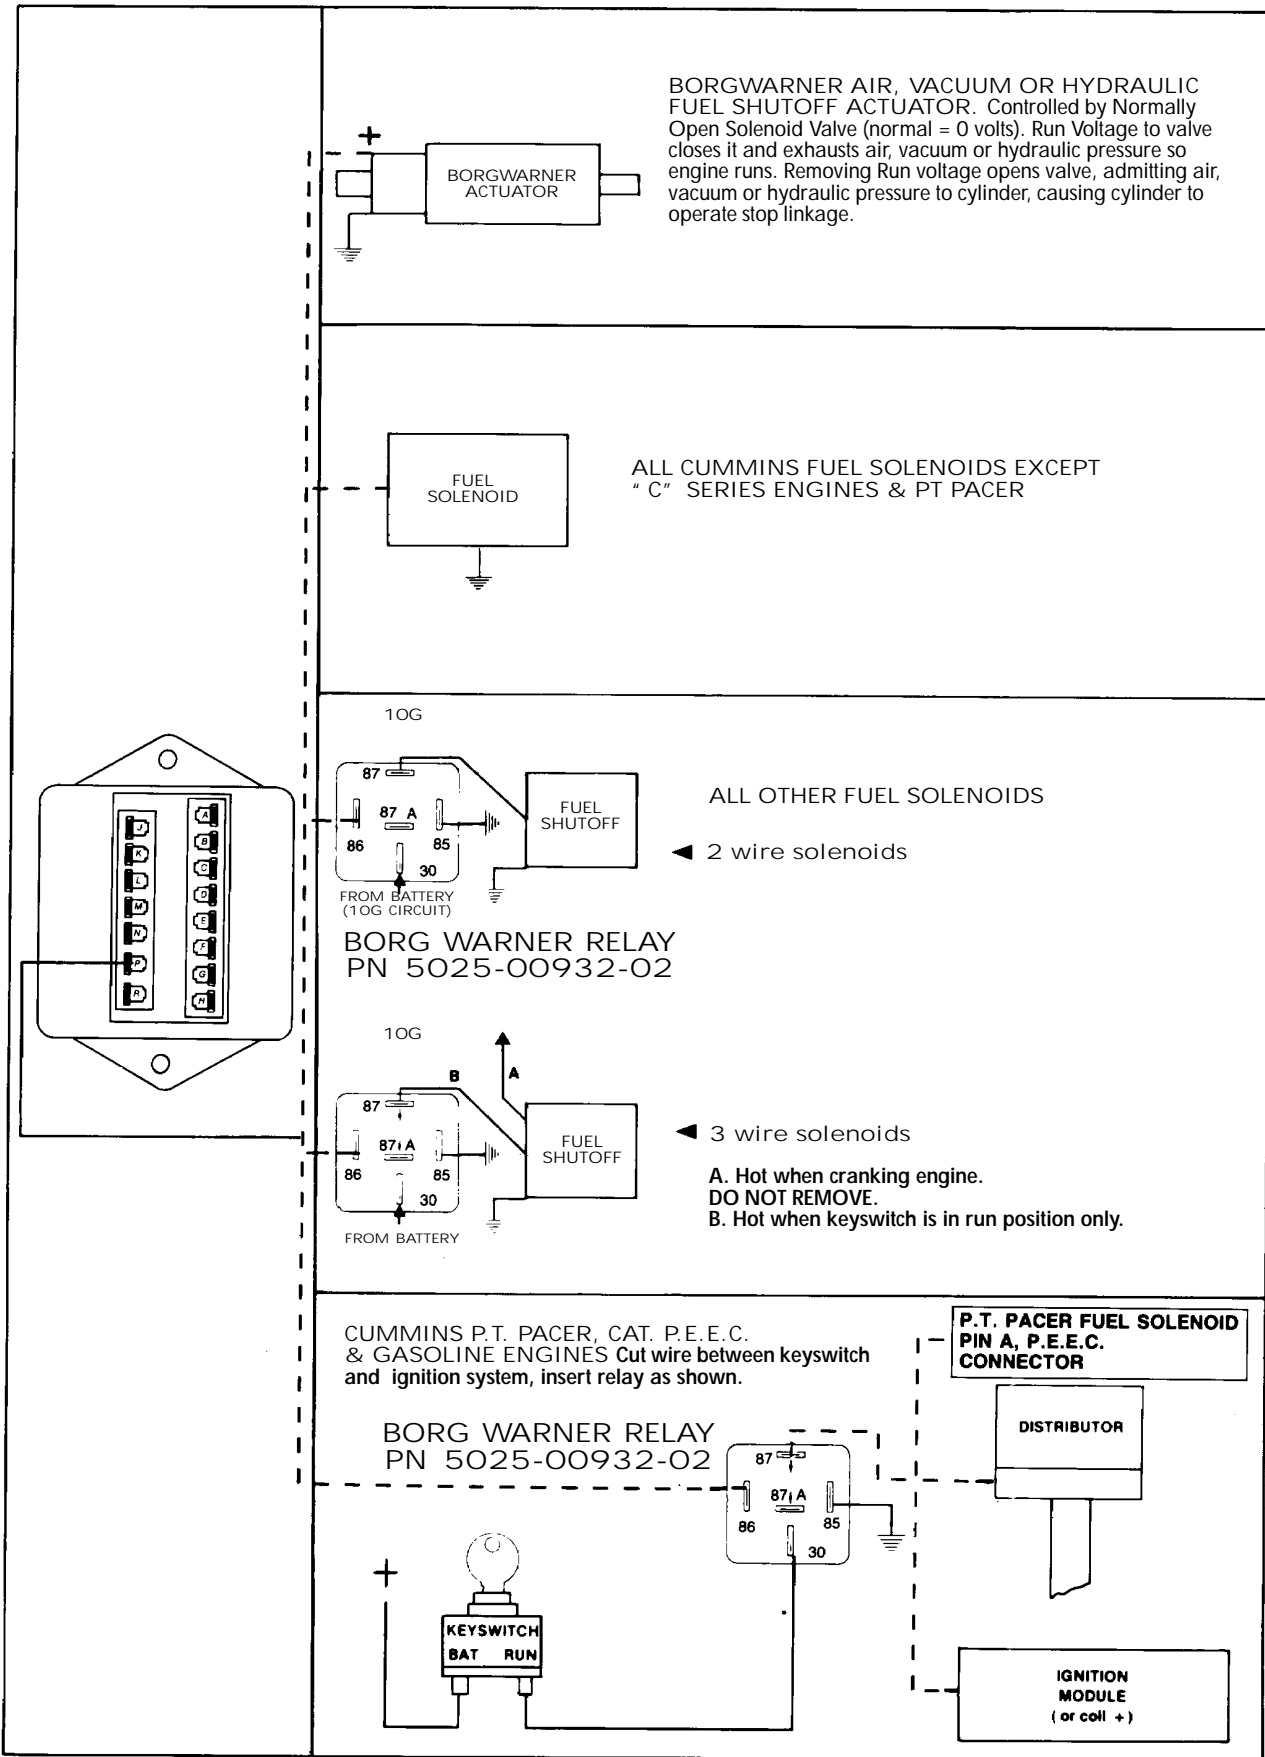 BORGWARNER AIR, VACUUM OR HYDRAULIC
FUEL SHUTOFF ACTUATOR. Controlled by Normally
Open Solenoid Valve (normal = 0 volts). Run Voltage to valve
closes it and exhausts air, vacuum or hydraulic pressure so
engine runs. Removing Run voltage opens valve, admitting air,
vacuum or hydraulic pressure to cylinder, causing cylinder to
operate stop linkage.
+
BORGWARNER
ACTUATOR
FUEL
SOLENOID
ALL CUMMINS FUEL SOLENOIDS EXCEPT
" C" SERIES ENGINES & PT PACER
J
K
L
M
N
P
R
A
B
C
D
E
F
G
H
10G
87
87 A
86
85
30
FROM BATTERY
(10G CIRCUIT)
FUEL
SHUTOFF
ALL OTHER FUEL SOLENOIDS
◄ 2 wire solenoids
BORG WARNER RELAY
PN 5025-00932-02
10G
B
A
87
87 A
86
85
30
FROM BATTERY
FUEL
SHUTOFF
◄ 3 wire solenoids
A. Hot when cranking engine.
DO NOT REMOVE.
B. Hot when keyswitch is in run position only.
CUMMINS P.T. PACER, CAT. P.E.E.C.
& GASOLINE ENGINES Cut wire between keyswitch
and ignition system, insert relay as shown.
P.T. PACER FUEL SOLENOID
PIN A, P.E.E.C.
CONNECTOR
BORG WARNER RELAY
PN 5025-00932-02
87
87 A
86
85
30
DISTRIBUTOR
+
KEYSWITCH
BAT RUN
IGNITION
MODULE
( or coil + )